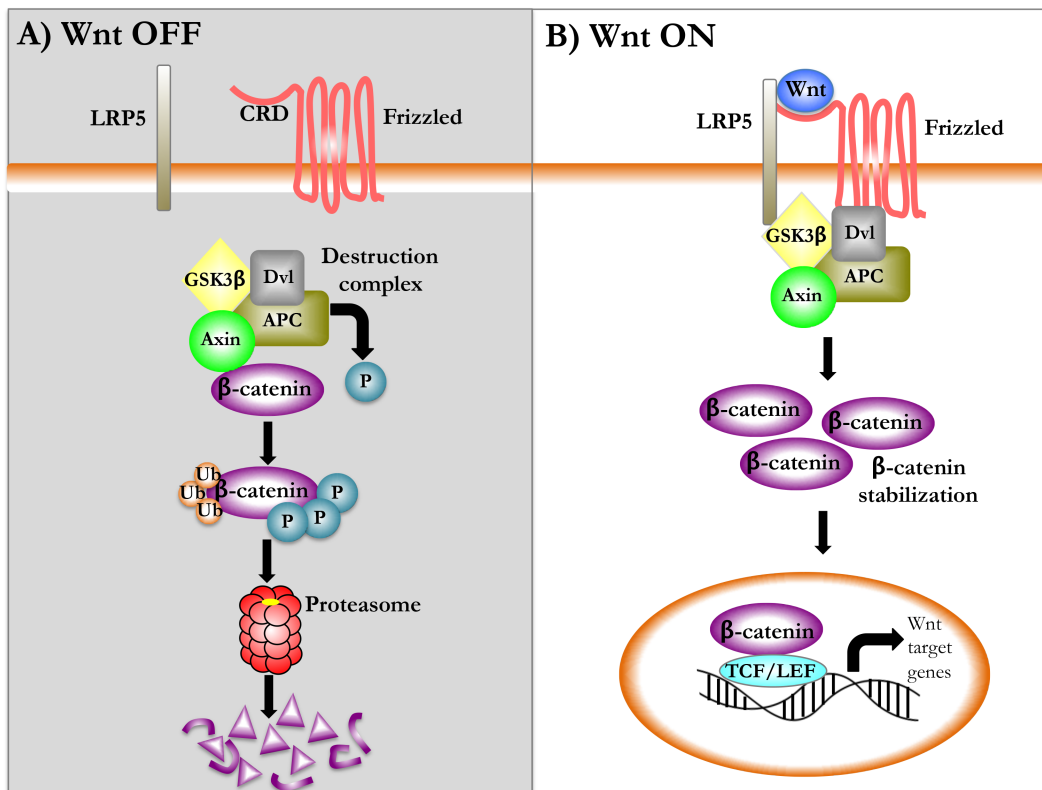 A) Wnt OFF
LRP5
CRD
Frizzled
GSK3β
Dvl
Destruction
complex
APC
Axin
P
β-catenin
Ub
Ub
Ub
β-catenin
P
P
P
Proteasome
B) Wnt ON
Wnt
LRP5
Frizzled
GSK3β
Dvl
APC
Axin
β-catenin
β-catenin
β-catenin
β-catenin
stabilization
β-catenin
TCF/LEF
Wnt
target
genes